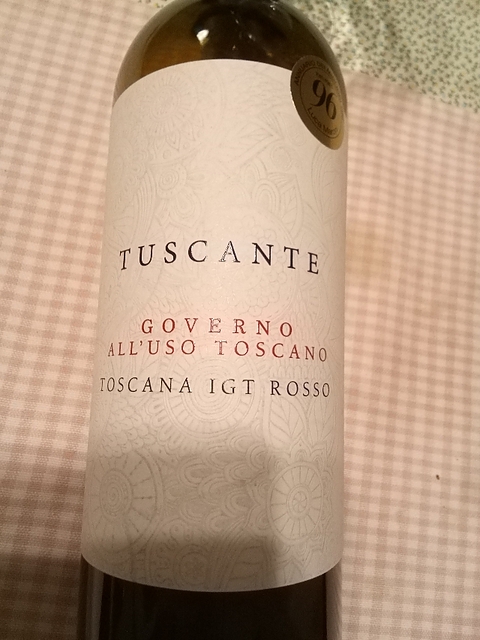 96
TUSCANTE
GOVERNO
ALL'USO TOSCANO
TOSCANA IGT ROSSO